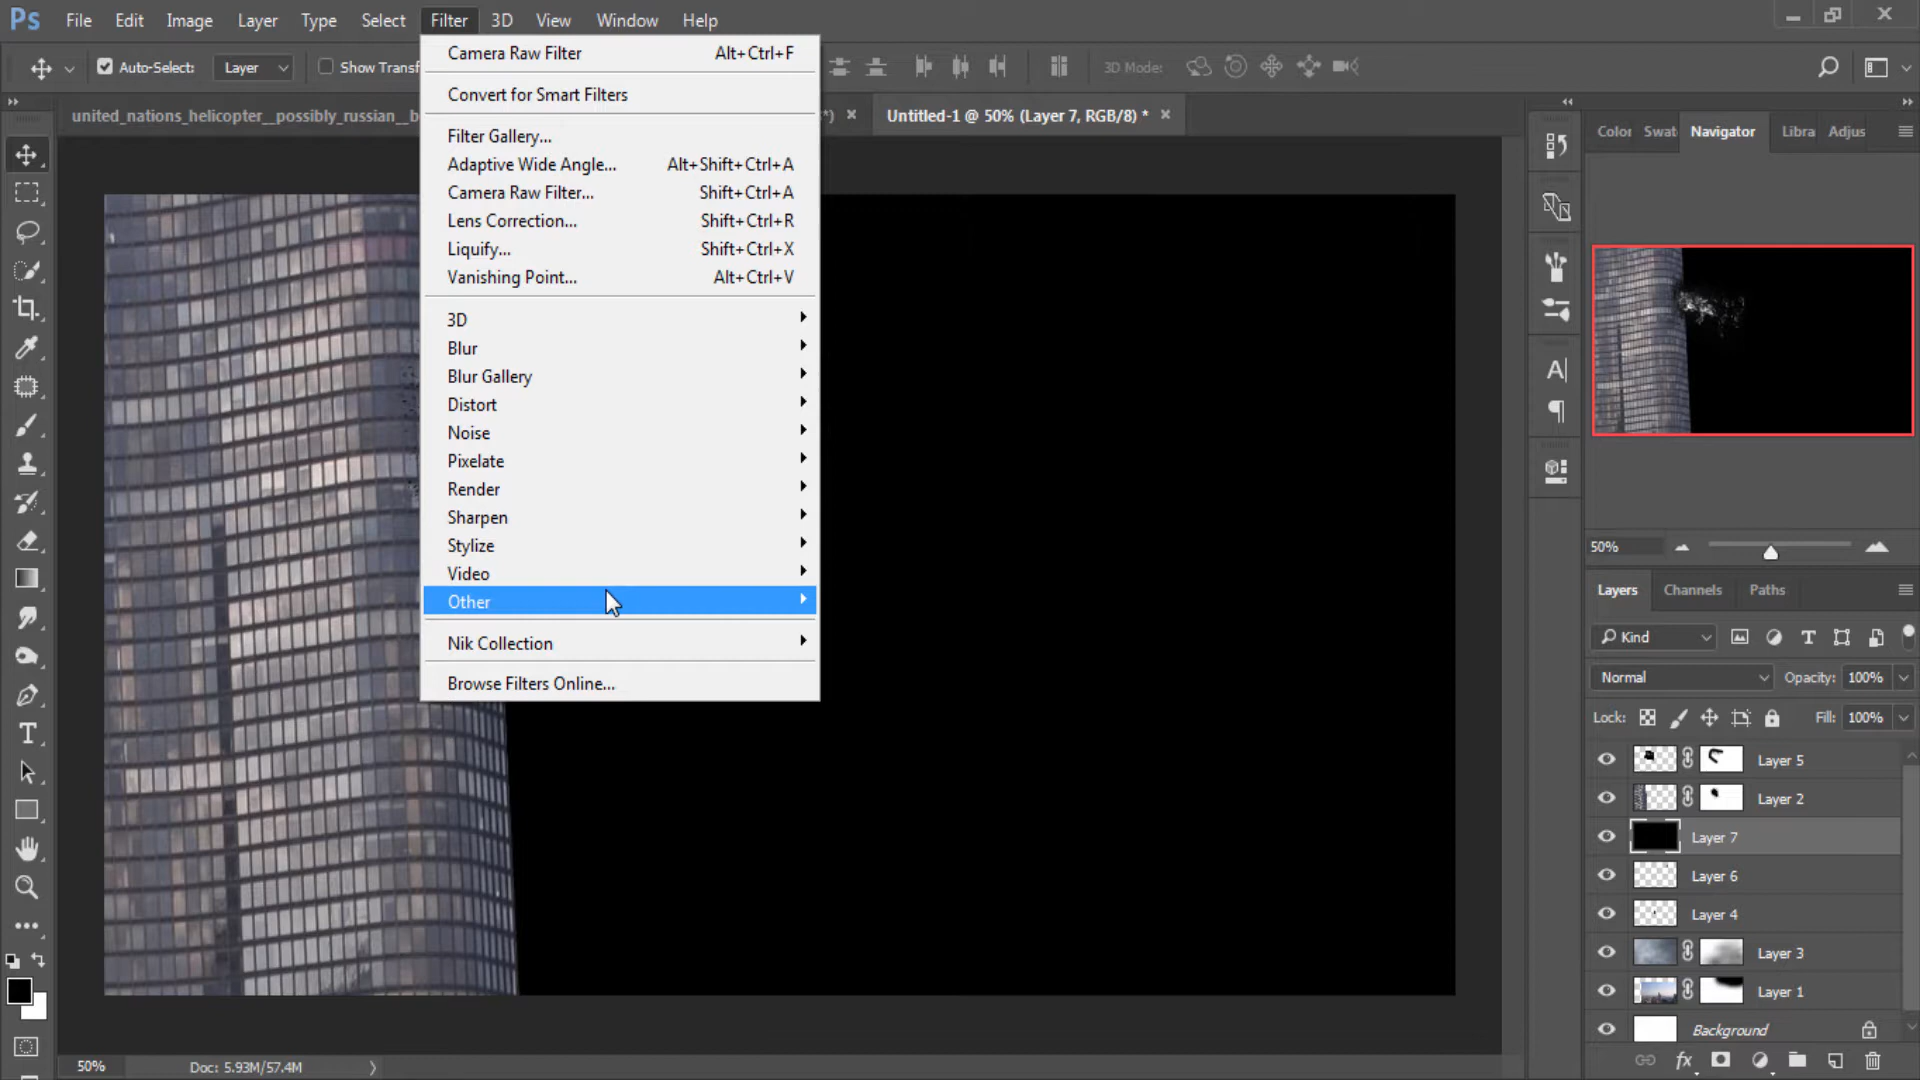 Ps File Edit Image Layer Type Select Filter 3D View Window Help
Auto-Select: Layer Show Transf 3D Mode:
united_nations_helicopter__possibly_russian__b *) Untitled-1 @ 50% (Layer 7, RGB/8) *
Camera Raw Filter Alt+Ctrl+F
Convert for Smart Filters
Filter Gallery...
Adaptive Wide Angle... Alt+Shift+Ctrl+A
Camera Raw Filter... Shift+Ctrl+A
Lens Correction... Shift+Ctrl+R
Liquify... Shift+Ctrl+X
Vanishing Point... Alt+Ctrl+V
3D
Blur
Blur Gallery
Distort
Noise
Pixelate
Render
Sharpen
Stylize
Video
Other
Nik Collection
Browse Filters Online...
Color Swat Navigator Libra Adjus
50%
Layers Channels Paths
Kind
Normal Opacity: 100%
Lock: Fill: 100%
Layer 5
Layer 2
Layer 7
Layer 6
Layer 4
Layer 3
Layer 1
Background
fx
50% Doc: 5.93M/57.4M